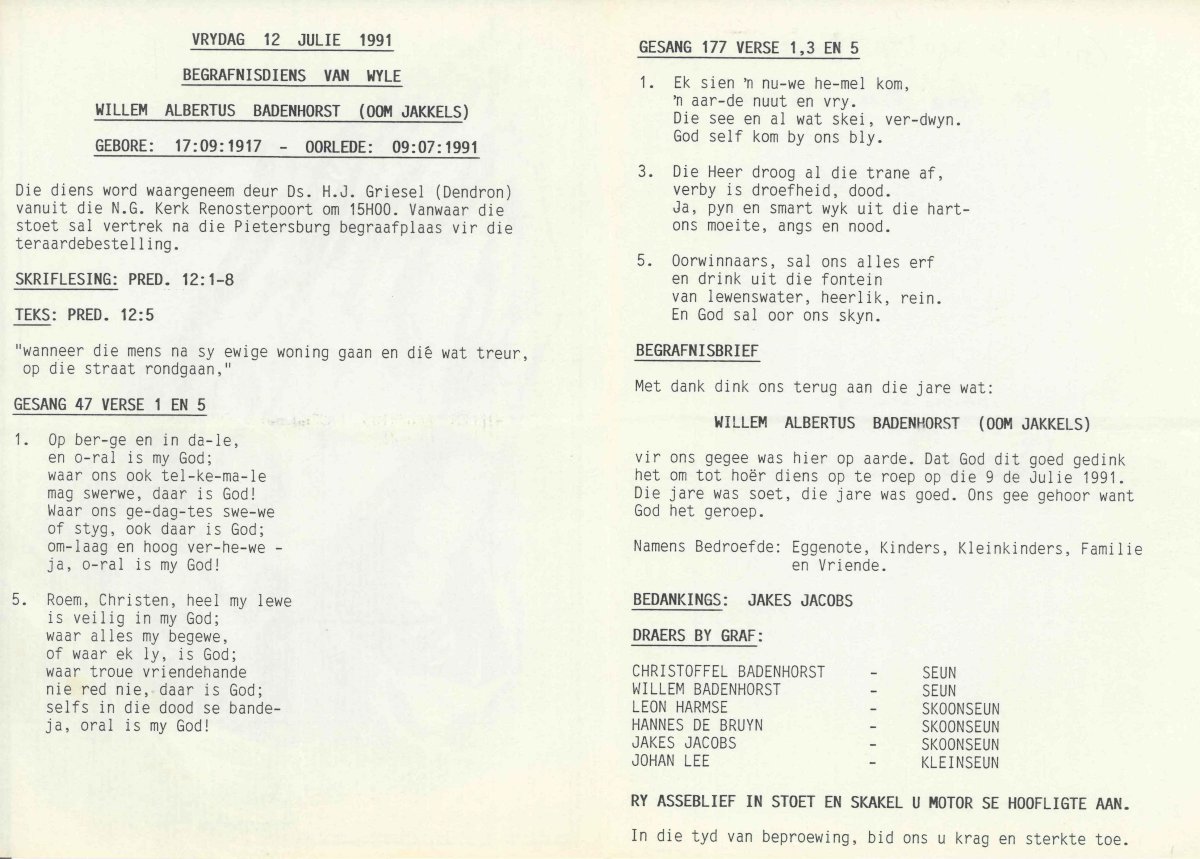 VRYDAG 12 JULIE 1991
BEGRAFNISDIENS VAN WYLE
WILLEM ALBERTUS BADENHORST (OOM JAKKELS)
GEBORE: 17:09:1917 - OORLEDE: 09:07:1991
Die diens word waargeneem deur Ds. H.J. Griesel (Dendron)
vanuit die N.G. Kerk Renosterpoort om 15H00. Vanwaar die
stoet sal vertrek na die Pietersburg begraafplaas vir die
teraardebestelling.
SKRIFLESING: PRED. 12:1-8
TEKS: PRED. 12:5
"wanneer die mens na sy ewige woning gaan en dié wat treur,
op die straat rondgaan,"
GESANG 47 VERSE 1 EN 5
1. Op ber-ge en in da-le,
en o-ral is my God;
waar ons ook tel-ke-ma-le
mag swerwe, daar is God!
Waar ons ge-dag-tes swe-we
of styg, ook daar is God;
om-laag en hoog ver-he-we -
ja, o-ral is my God!
5. Roem, Christen, heel my lewe
is veilig in my God;
waar alles my begewe,
of waar ek ly, is God;
waar troue vriendehande
nie red nie, daar is God;
selfs in die dood se bande-
ja, oral is my God!
GESANG 177 VERSE 1,3 EN 5
1. Ek sien 'n nu-we he-mel kom,
'n aar-de nuut en vry.
Die see en al wat skei, ver-dwyn.
God self kom by ons bly.
3. Die Heer droog al die trane af,
verby is droefheid, dood.
Ja, pyn en smart wyk uit die hart-
ons moeite, angs en nood.
5. Oorwinnaars, sal ons alles erf
en drink uit die fontein
van lewenswater, heerlik, rein.
En God sal oor ons skyn.
BEGRAFNISBRIEF
Met dank dink ons terug aan die jare wat:
WILLEM ALBERTUS BADENHORST (OOM JAKKELS)
vir ons gegee was hier op aarde. Dat God dit goed gedink
het om tot hoër diens op te roep op die 9 de Julie 1991.
Die jare was soet, die jare was goed. Ons gee gehoor want
God het geroep.
Namens Bedroefde: Eggenote, Kinders, Kleinkinders, Familie
en Vriende.
BEDANKINGS: JAKES JACOBS
DRAERS BY GRAF:
CHRISTOFFEL BADENHORST - SEUN
WILLEM BADENHORST - SEUN
LEON HARMSE - SKOONSEUN
HANNES DE BRUYN - SKOONSEUN
JAKES JACOBS - SKOONSEUN
JOHAN LEE - KLEINSEUN
RY ASSEBLIEF IN STOET EN SKAKEL U MOTOR SE HOOFLIGTE AAN.
In die tyd van beproewing, bid ons u krag en sterkte toe.